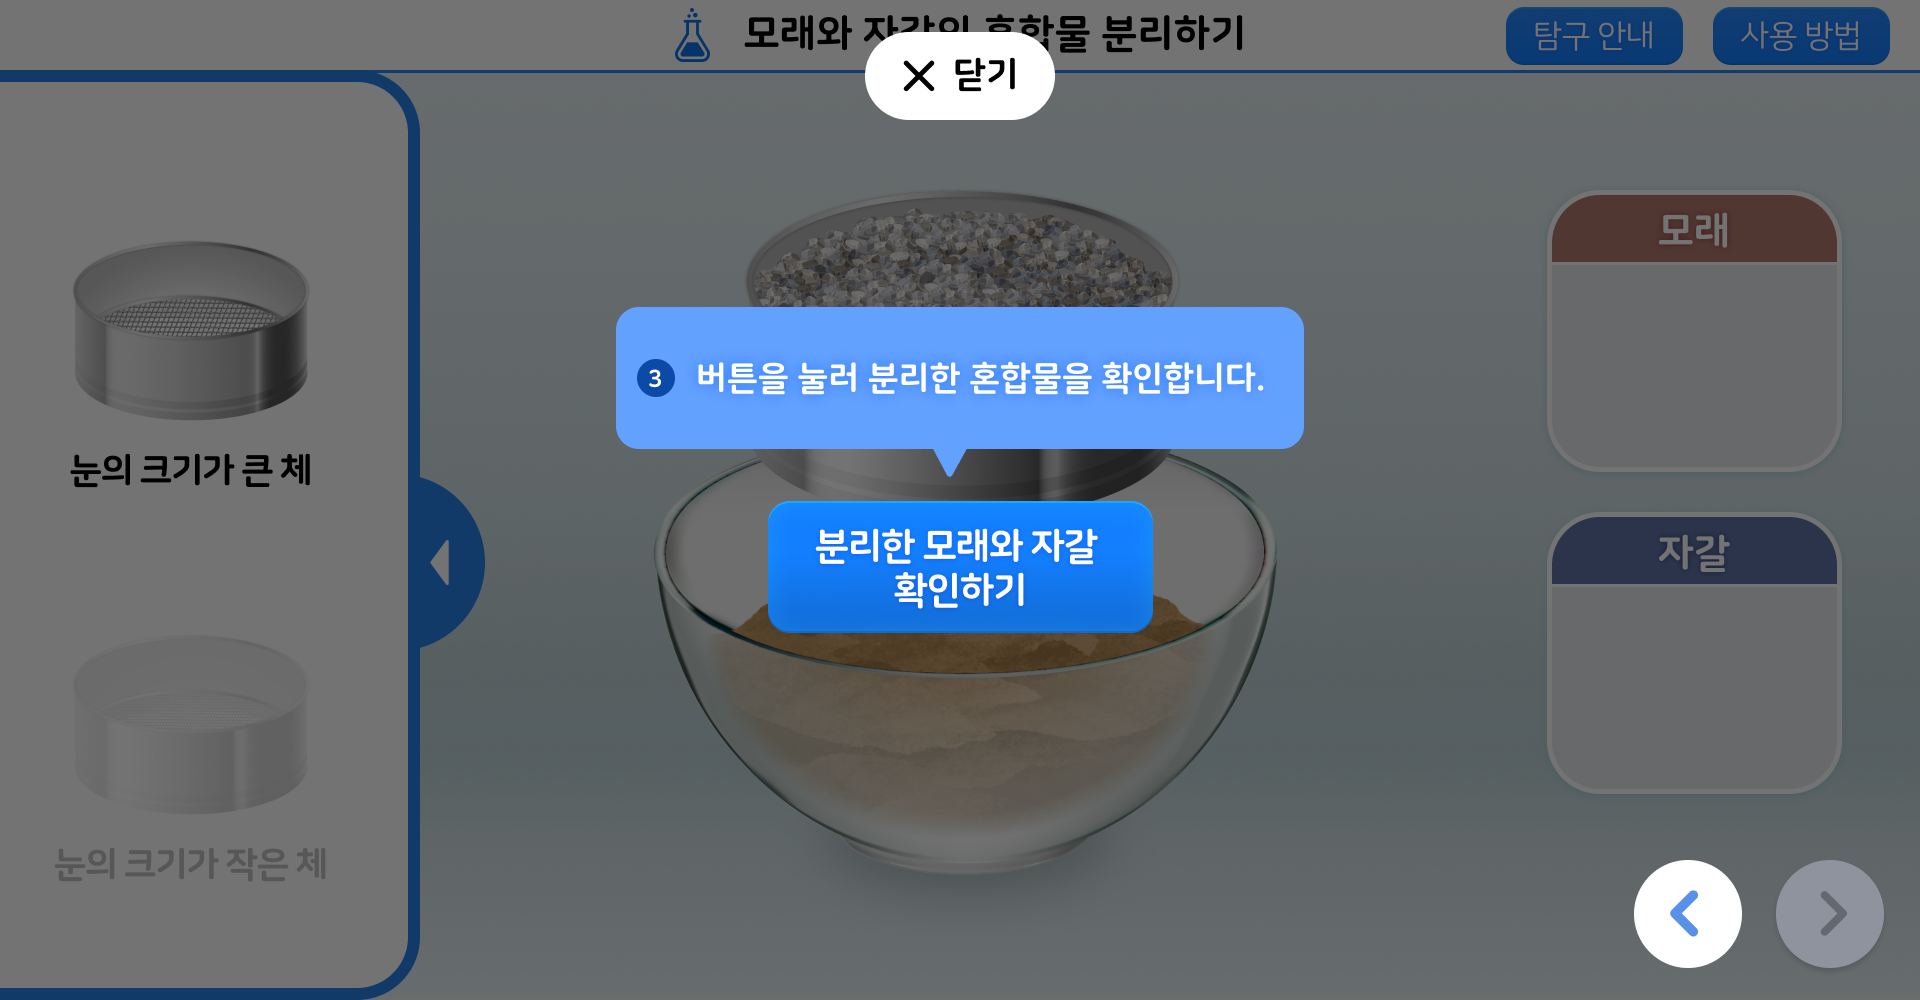 모래와 자갈의 혼합물 분리하기
탐구 안내
사용 방법
닫기
모래
3 버튼을 눌러 분리한 혼합물을 확인합니다.
눈의 크기가 큰 체
분리한 모래와 자갈
확인하기
자갈
눈의 크기가 작은 체